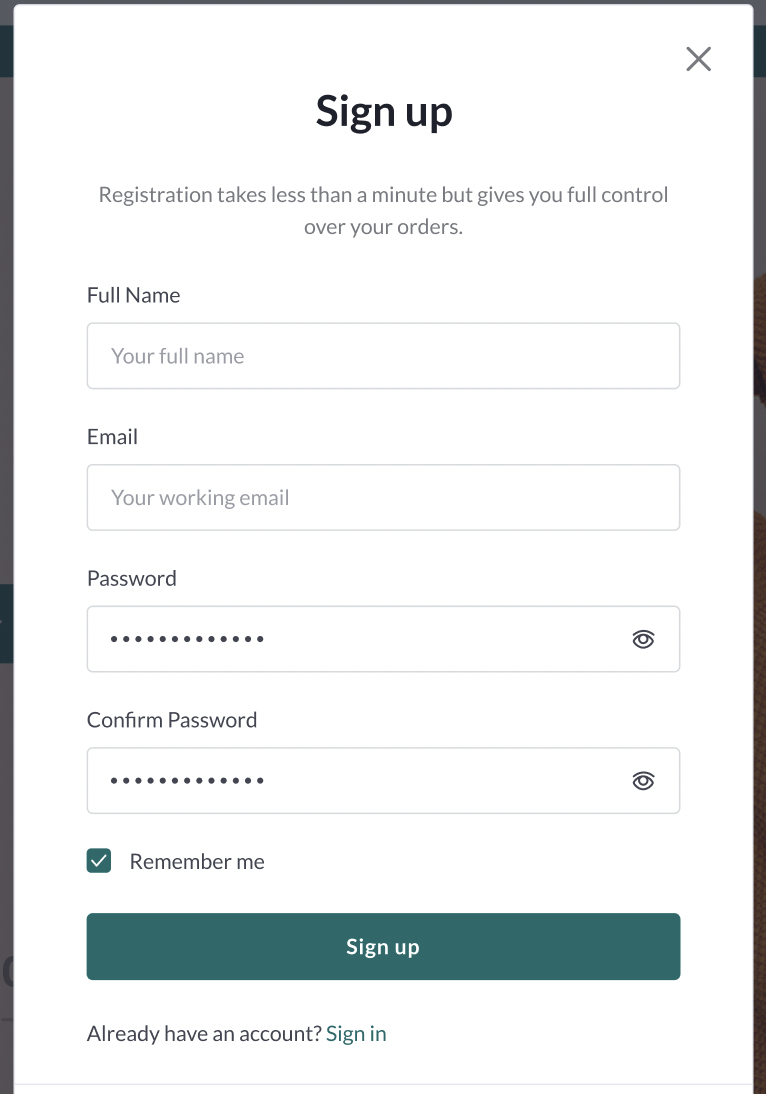 Sign up
Registration takes less than a minute but gives you full control
over your orders.
Full Name
Your full name
Email
Your working email
Password
•••••••••••••
Confirm Password
•••••••••••••
Remember me
Sign up
Already have an account? Sign in